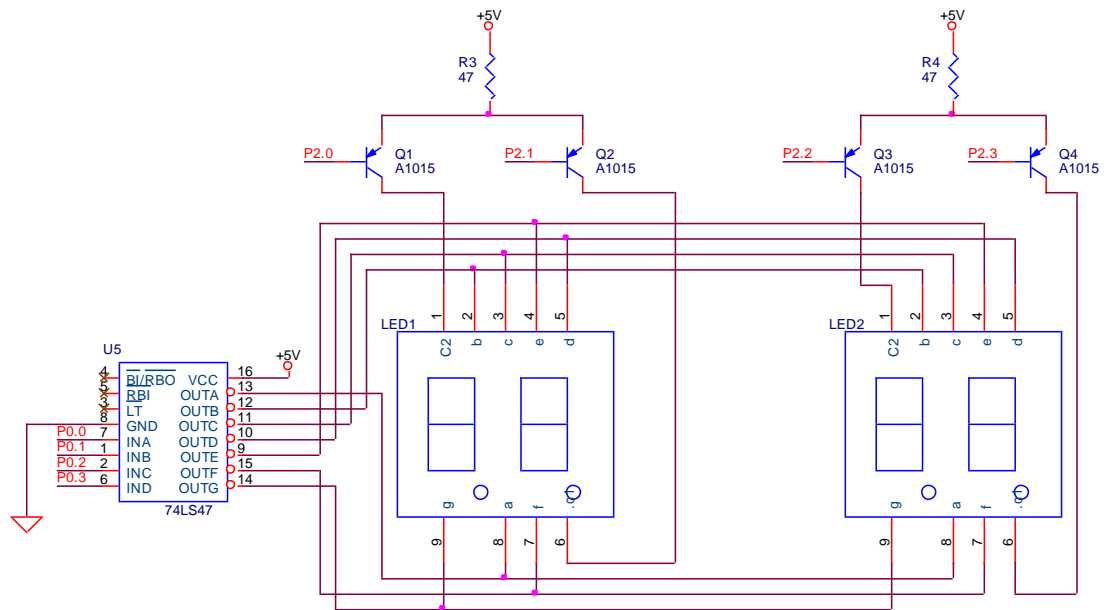 +5V
+5V
R3
47
R4
47
P2.0
Q1
A1015
P2.1
Q2
A1015
P2.2
Q3
A1015
P2.3
Q4
A1015
LED1
1
2
3
4
5
C2
b
c
e
d
g
a
f
9
8
7
6
LED2
1
2
3
4
5
C2
b
c
e
d
g
a
f
9
8
7
6
U5
+5V
4
BI/RBO
VCC
16
5
RBI
OUTA
13
3
LT
OUTB
12
8
GND
OUTC
11
P0.0
7
INA
OUTD
10
P0.1
1
INB
OUTE
9
P0.2
2
INC
OUTF
15
P0.3
6
IND
OUTG
14
74LS47